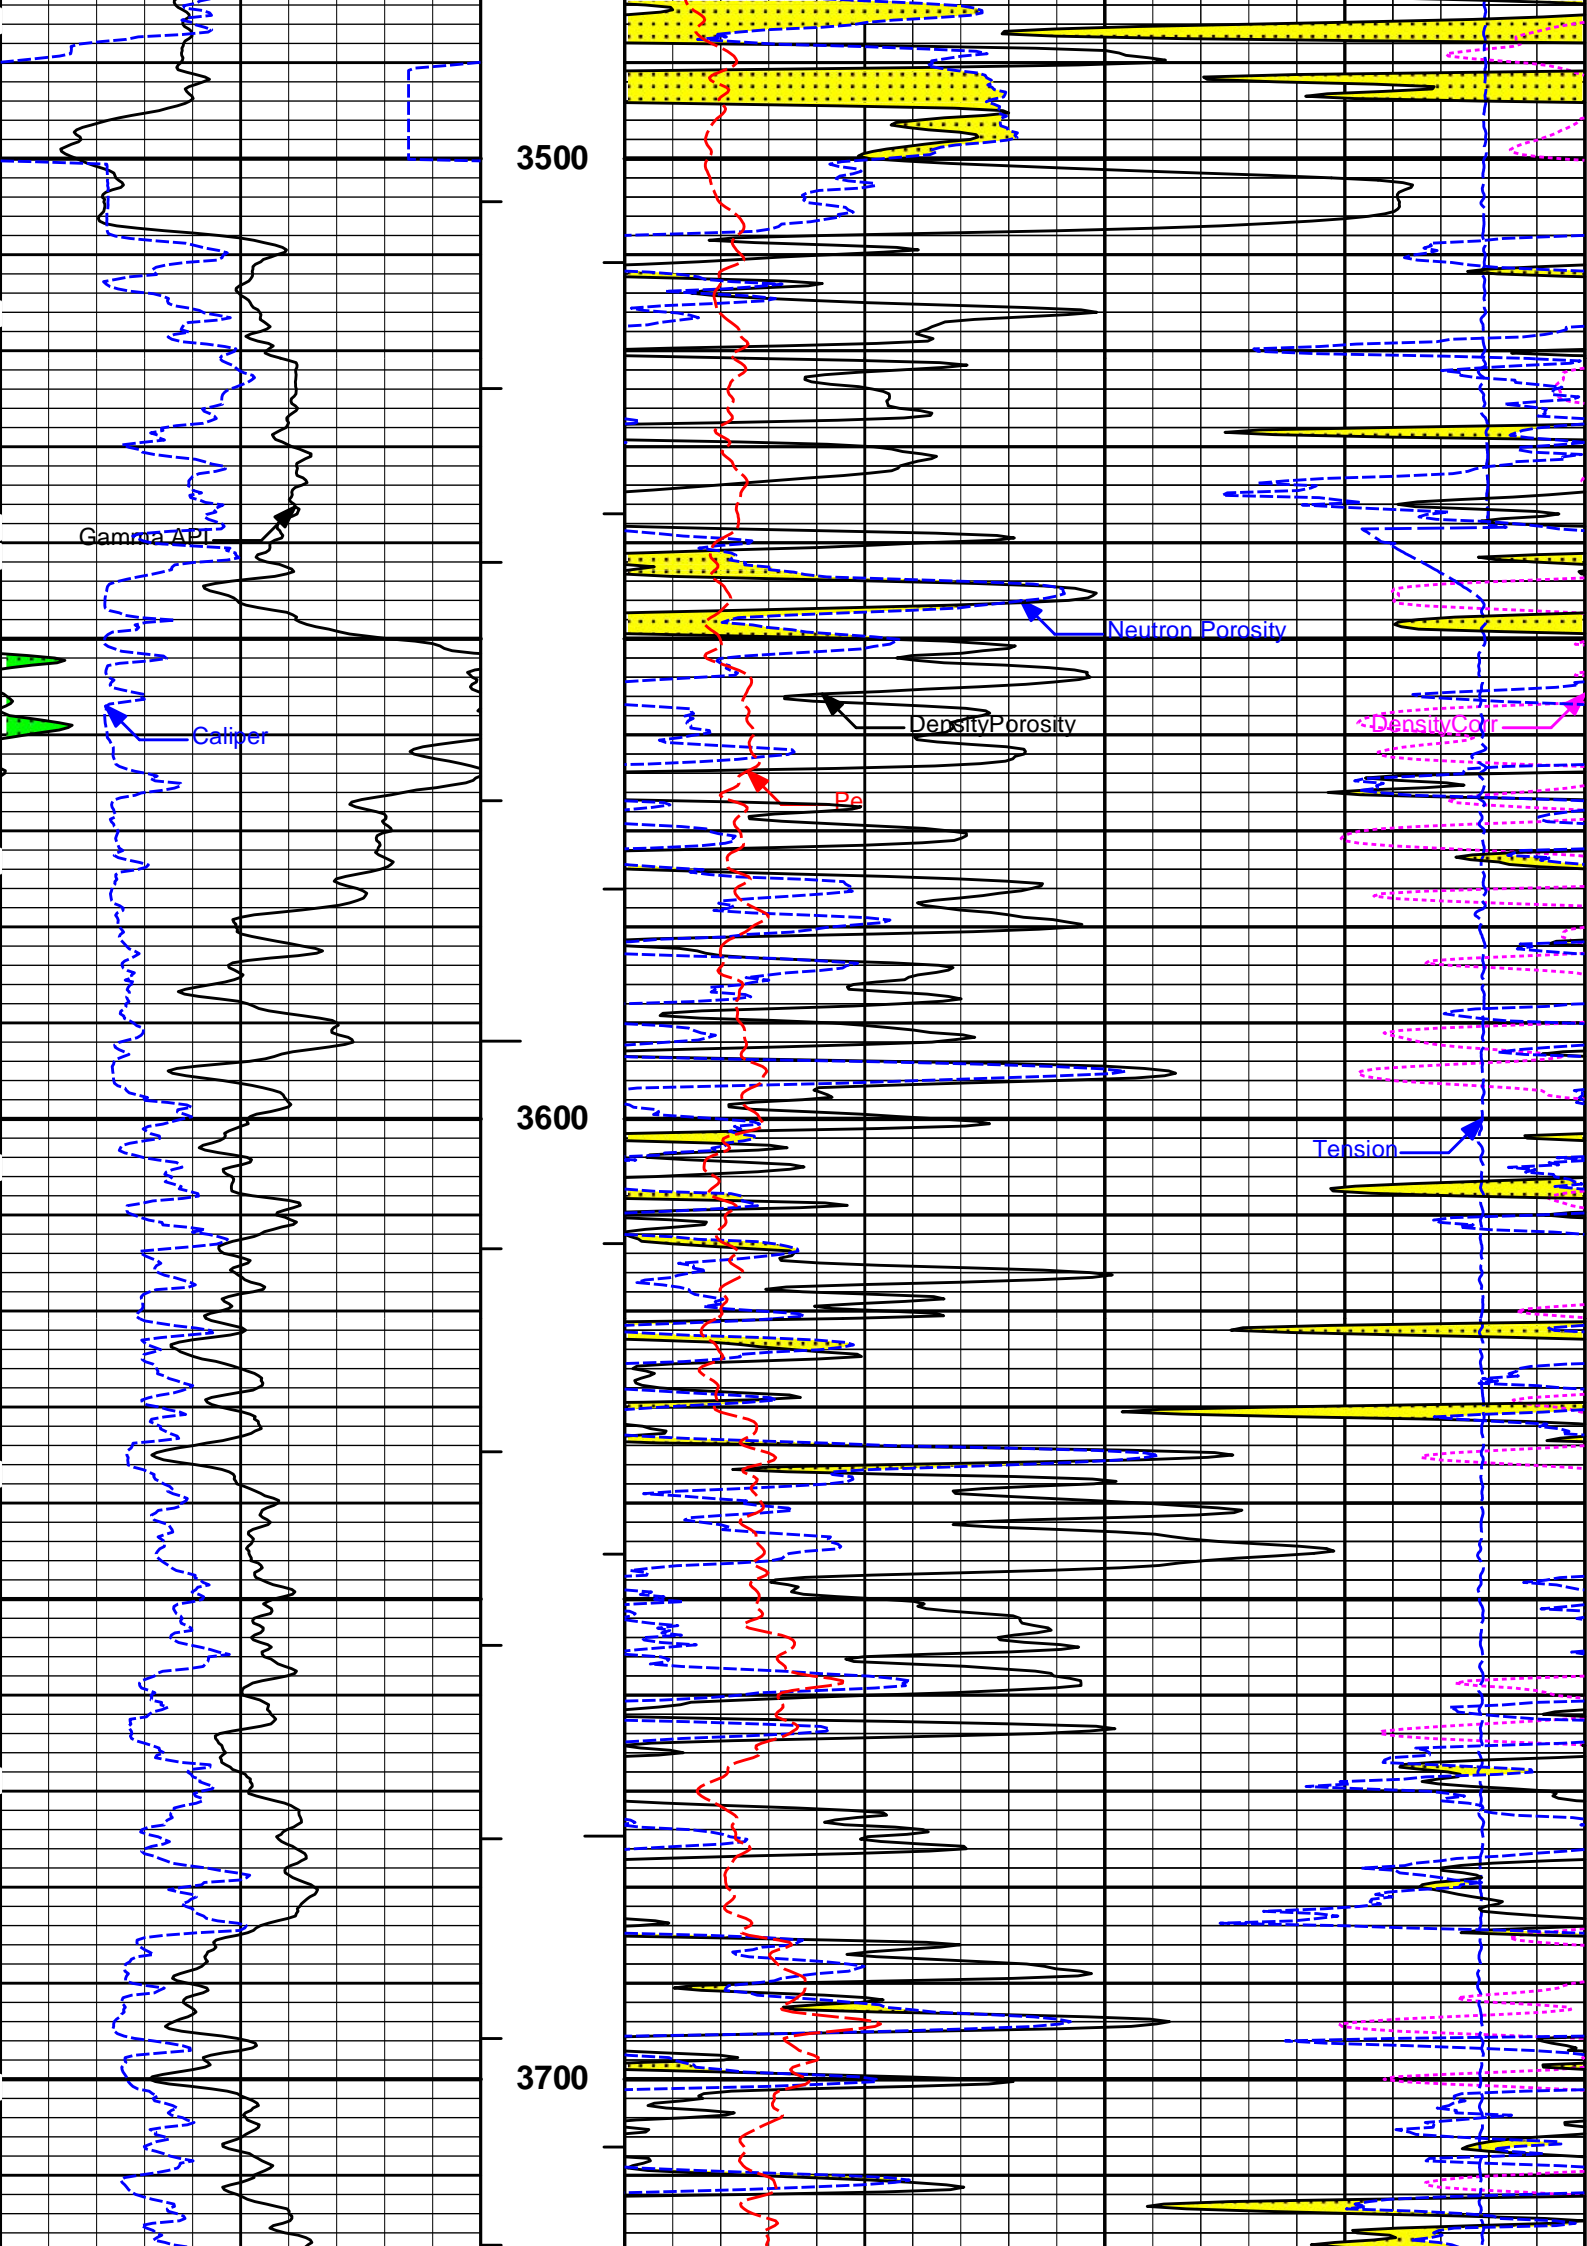 3500
Gamma API
Neutron Porosity
DensityPorosity
DensityCorr
Caliper
Pe
3600
Tension
3700